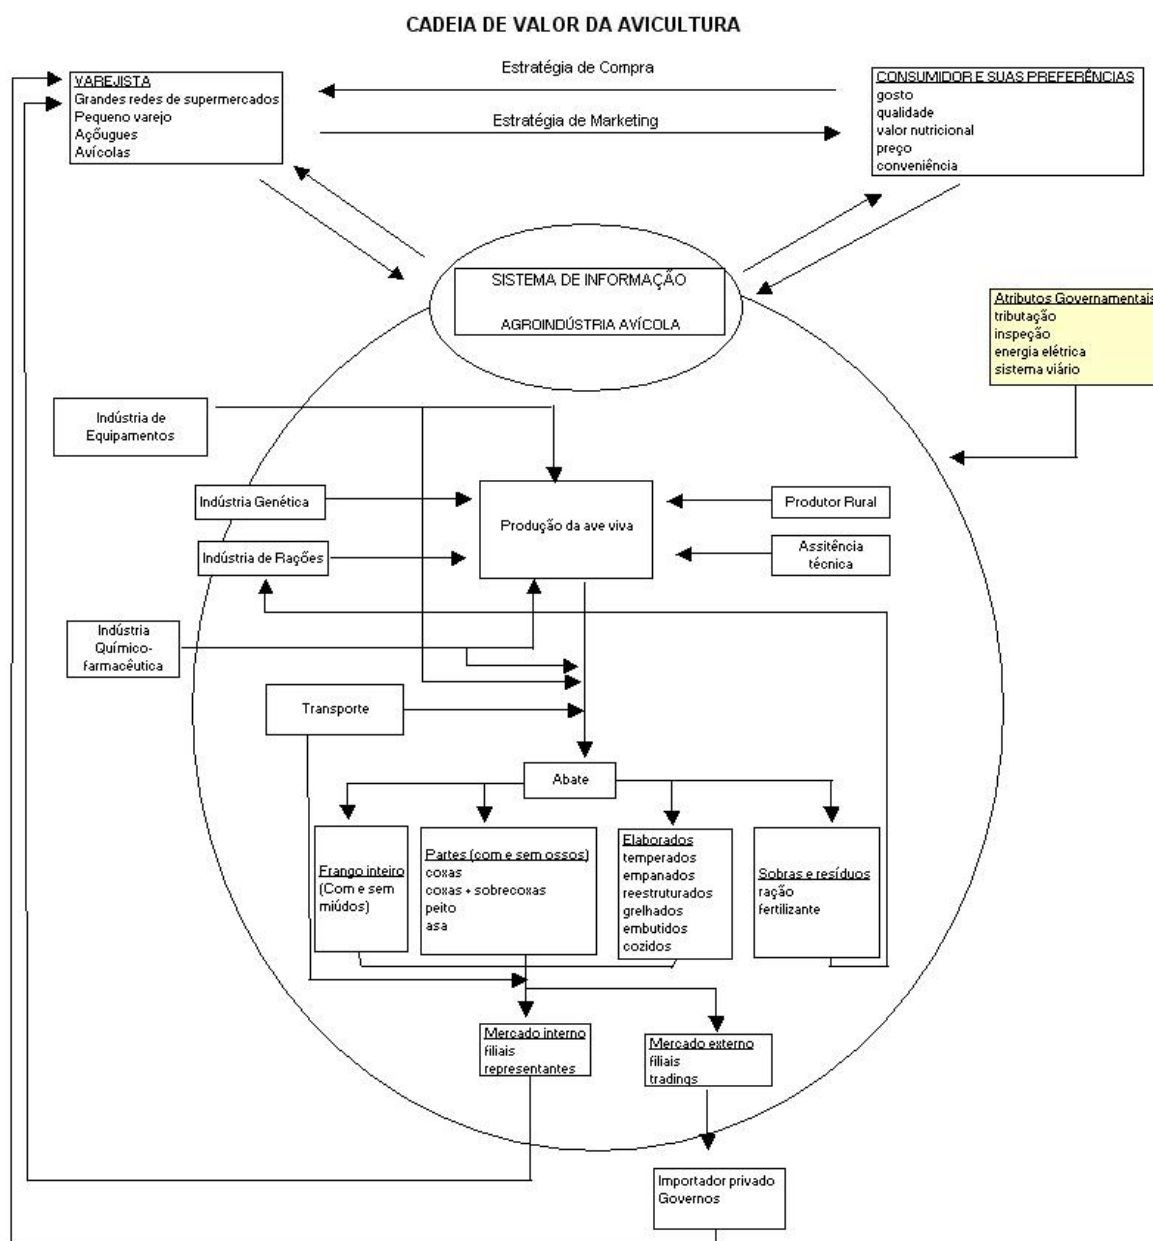 CADEIA DE VALOR DA AVICULTURA
VAREJISTA
Grandes redes de supermercados
Pequeno varejo
Açőugues
Avícolas
Estratégia de Compra
Estratégia de Marketing
CONSUMIDOR E SUAS PREFERÊNCIAS
gosto
qualidade
valor nutricional
preço
conveniência
SISTEMA DE INFORMAÇÃO
AGROINDÚSTRIA AVÍCOLA
Atributos Governamentais
tributação
inspeção
energia elétrica
sistema viário
Indústria de
Equipamentos
Indústria Genética
Indústria de Rações
Produção da ave viva
Produtor Rural
Assitência
técnica
Indústria
Químico-
farmacêutica
Transporte
Abate
Frango inteiro
(Com e sem
miúdos)
Partes (com e sem ossos)
coxas
coxas + sobrecoxas
peito
asa
Elaborados
temperados
empanados
reestruturados
grelhados
embutidos
cozidos
Sobras e resíduos
ração
fertilizante
Mercado interno
filiais
representantes
Mercado externo
filiais
tradings
Importador privado
Governos